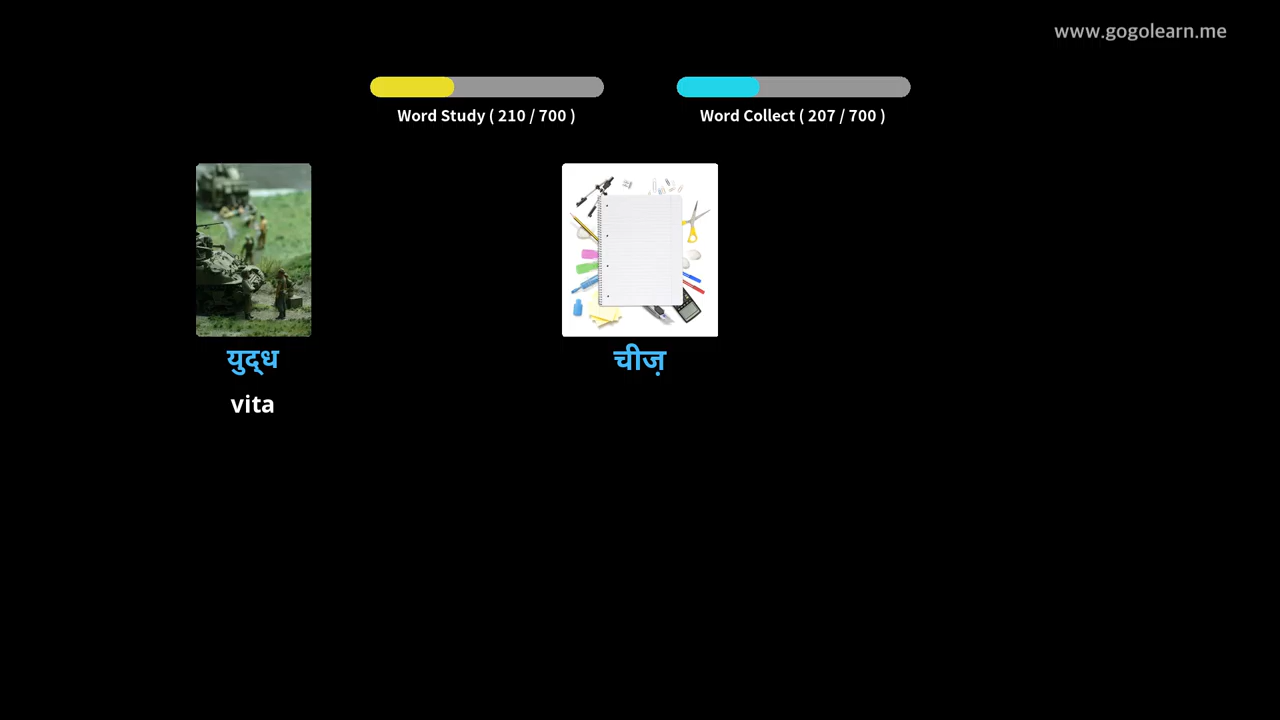 www.gogolearn.me
Word Study ( 210 / 700 )
Word Collect ( 207 / 700 )
युद्ध
चीज़
vita